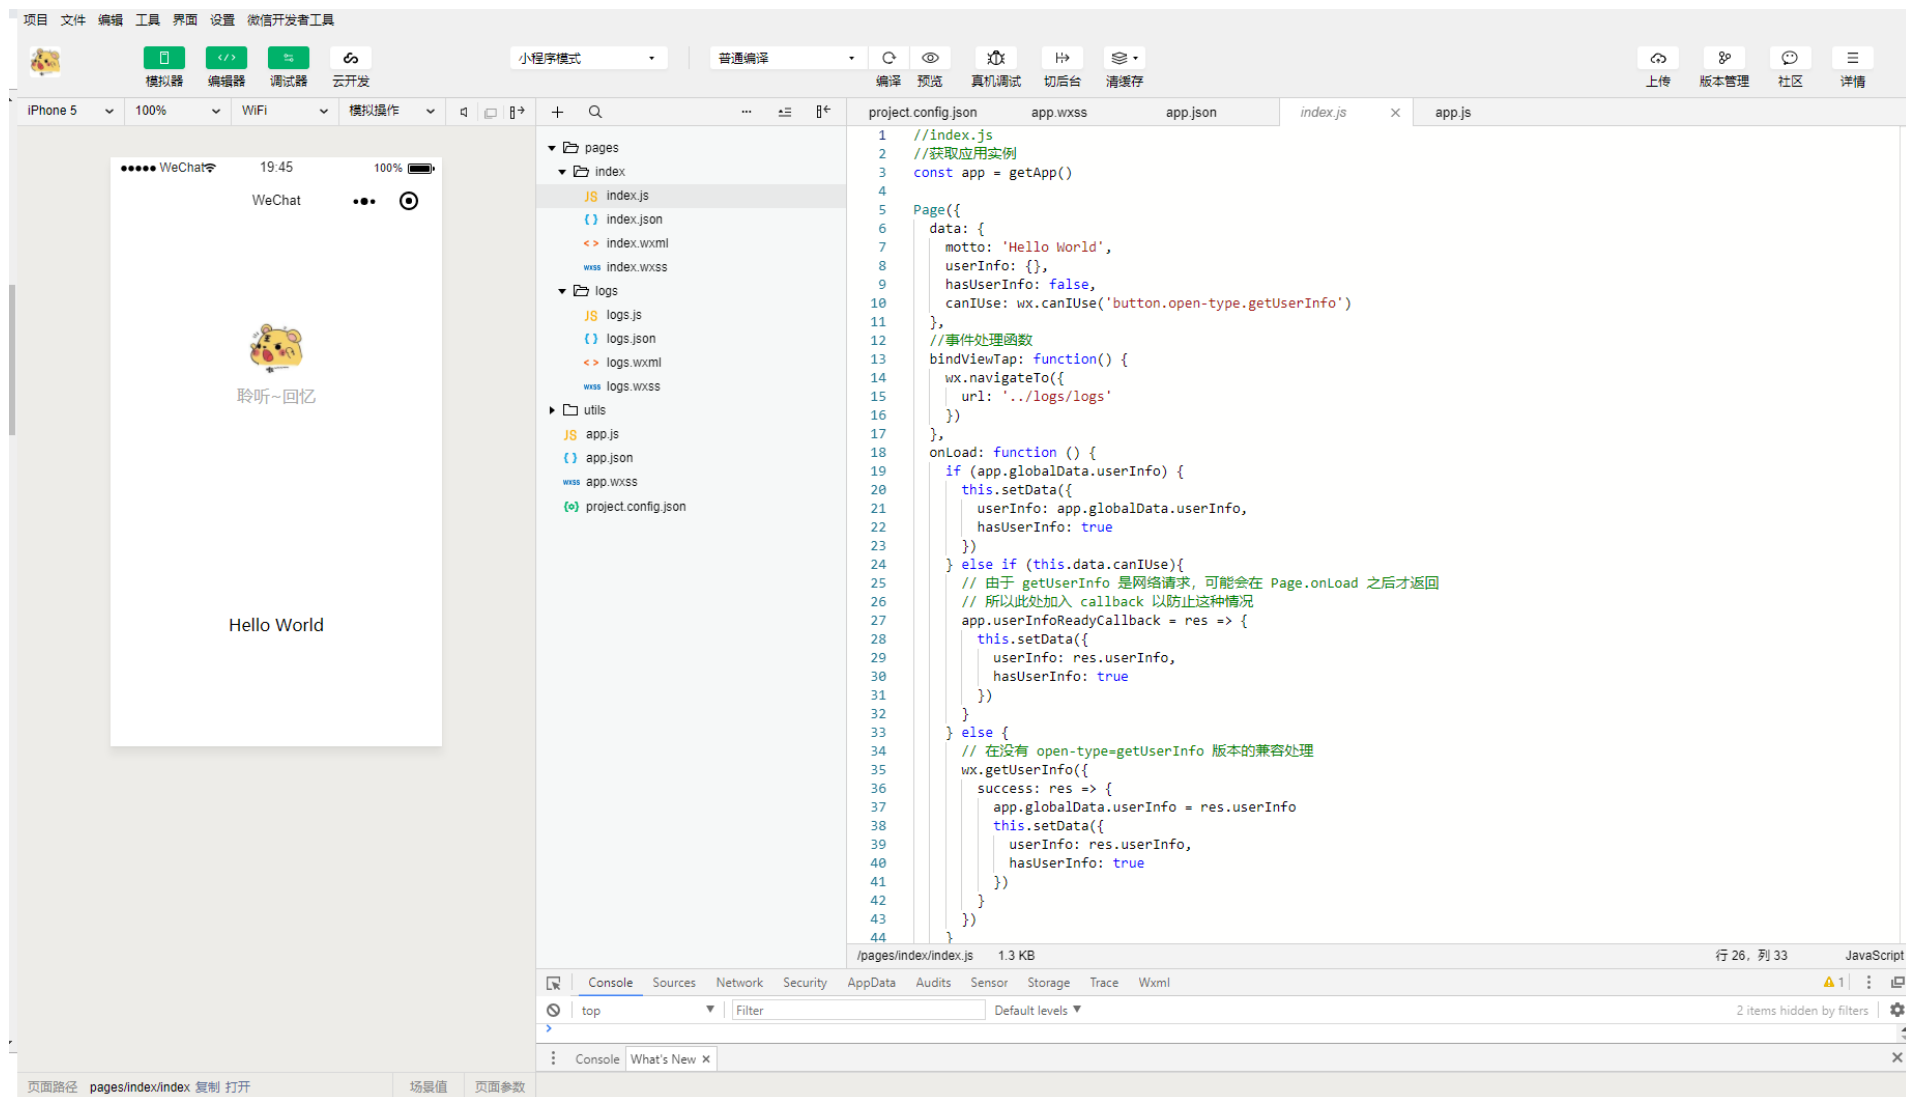 项目 文件 编辑 工具 界面 设置 微信开发者工具
模拟器 编辑器 调试器 云开发
小程序模式 普通编译
编译 预览 真机调试 切后台 清缓存
上传 版本管理 社区 详情
iPhone 5 100% WiFi 模拟操作
WeChat 19:45 100%
WeChat
聆听~回忆
Hello World
页面路径 pages/index/index 复制 打开 场景值 页面参数
pages
index
JS index.js
{ } index.json
< > index.wxml
wxss index.wxss
logs
JS logs.js
{ } logs.json
< > logs.wxml
wxss logs.wxss
utils
JS app.js
{ } app.json
wxss app.wxss
{o} project.config.json
project.config.json app.wxss app.json index.js app.js
1 //index.js
2 //获取应用实例
3 const app = getApp()
4
5 Page({
6 data: {
7 motto: 'Hello World',
8 userInfo: {},
9 hasUserInfo: false,
10 canIUse: wx.canIUse('button.open-type.getUserInfo')
11 },
12 //事件处理函数
13 bindViewTap: function() {
14 wx.navigateTo({
15 url: '../logs/logs'
16 })
17 },
18 onLoad: function () {
19 if (app.globalData.userInfo) {
20 this.setData({
21 userInfo: app.globalData.userInfo,
22 hasUserInfo: true
23 })
24 } else if (this.data.canIUse){
25 // 由于 getUserInfo 是网络请求，可能会在 Page.onLoad 之后才返回
26 // 所以此处加入 callback 以防止这种情况
27 app.userInfoReadyCallback = res => {
28 this.setData({
29 userInfo: res.userInfo,
30 hasUserInfo: true
31 })
32 }
33 } else {
34 // 在没有 open-type=getUserInfo 版本的兼容处理
35 wx.getUserInfo({
36 success: res => {
37 app.globalData.userInfo = res.userInfo
38 this.setData({
39 userInfo: res.userInfo,
40 hasUserInfo: true
41 })
42 }
43 })
44 }
/pages/index/index.js 1.3 KB 行 26，列 33 JavaScript
Console Sources Network Security AppData Audits Sensor Storage Trace Wxml 1
top Filter Default levels 2 items hidden by filters
Console What's New